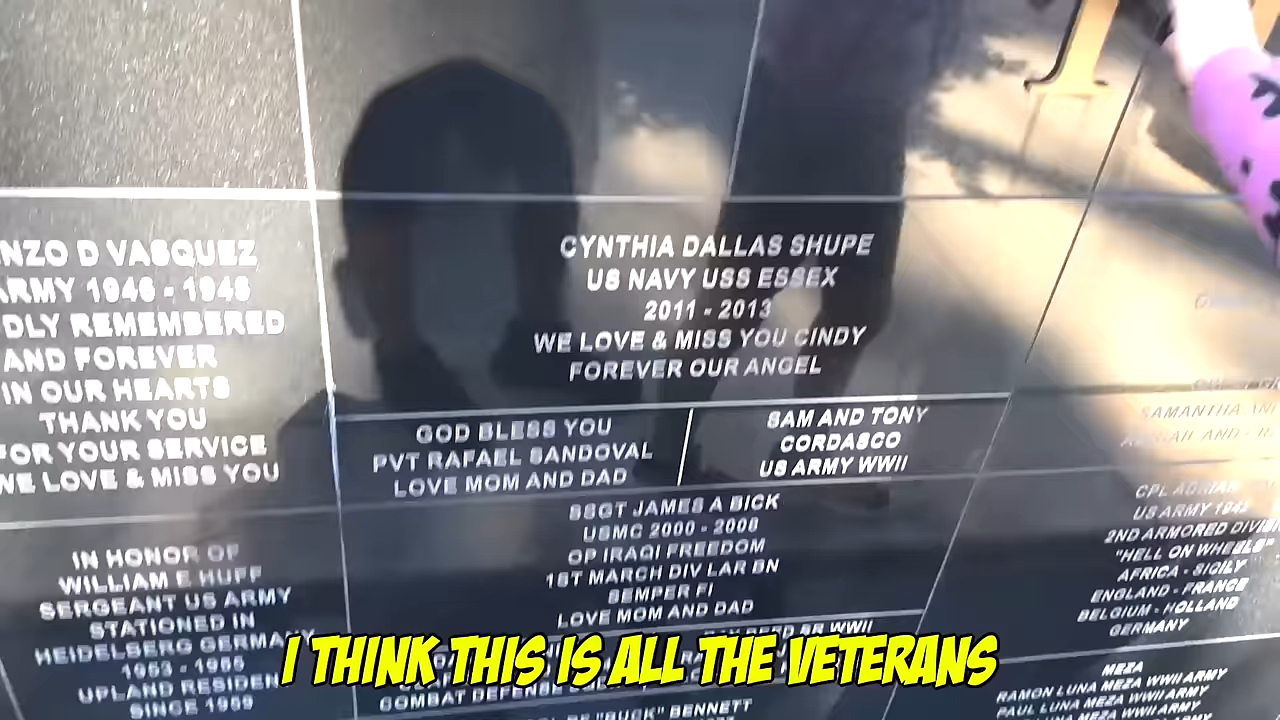 NZO D VASQUEZ
ARMY 1946 - 1948
DLY REMEMBERED
AND FOREVER
IN OUR HEARTS
THANK YOU
FOR YOUR SERVICE
WE LOVE & MISS YOU
IN HONOR OF
WILLIAM E HUFF
SERGEANT US ARMY
STATIONED IN
HEIDELBERG GERMANY
1953 - 1955
UPLAND RESIDENT
SINCE 1959
CYNTHIA DALLAS SHUPE
US NAVY USS ESSEX
2011 - 2013
WE LOVE & MISS YOU CINDY
FOREVER OUR ANGEL
GOD BLESS YOU
PVT RAFAEL SANDOVAL
LOVE MOM AND DAD
SAM AND TONY
CORDASCO
US ARMY WWII
SSGT JAMES A BICK
USMC 2000 - 2008
OP IRAQI FREEDOM
1ST MARCH DIV LAR BN
SEMPER FI
LOVE MOM AND DAD
SR WWII
COMBAT DEFENSE
"BUCK" BENNETT
SAMANTHA
CPL
US ARMY
2ND ARMORED
"HELL ON WHEELS"
AFRICA - SICILY
ENGLAND - FRANCE
BELGIUM - HOLLAND
GERMANY
MEZA
RAMON LUNA MEZA WWII ARMY
PAUL LUNA MEZA WWII ARMY
LUNA MEZA WWII ARMY
I THINK THIS IS ALL THE VETERANS